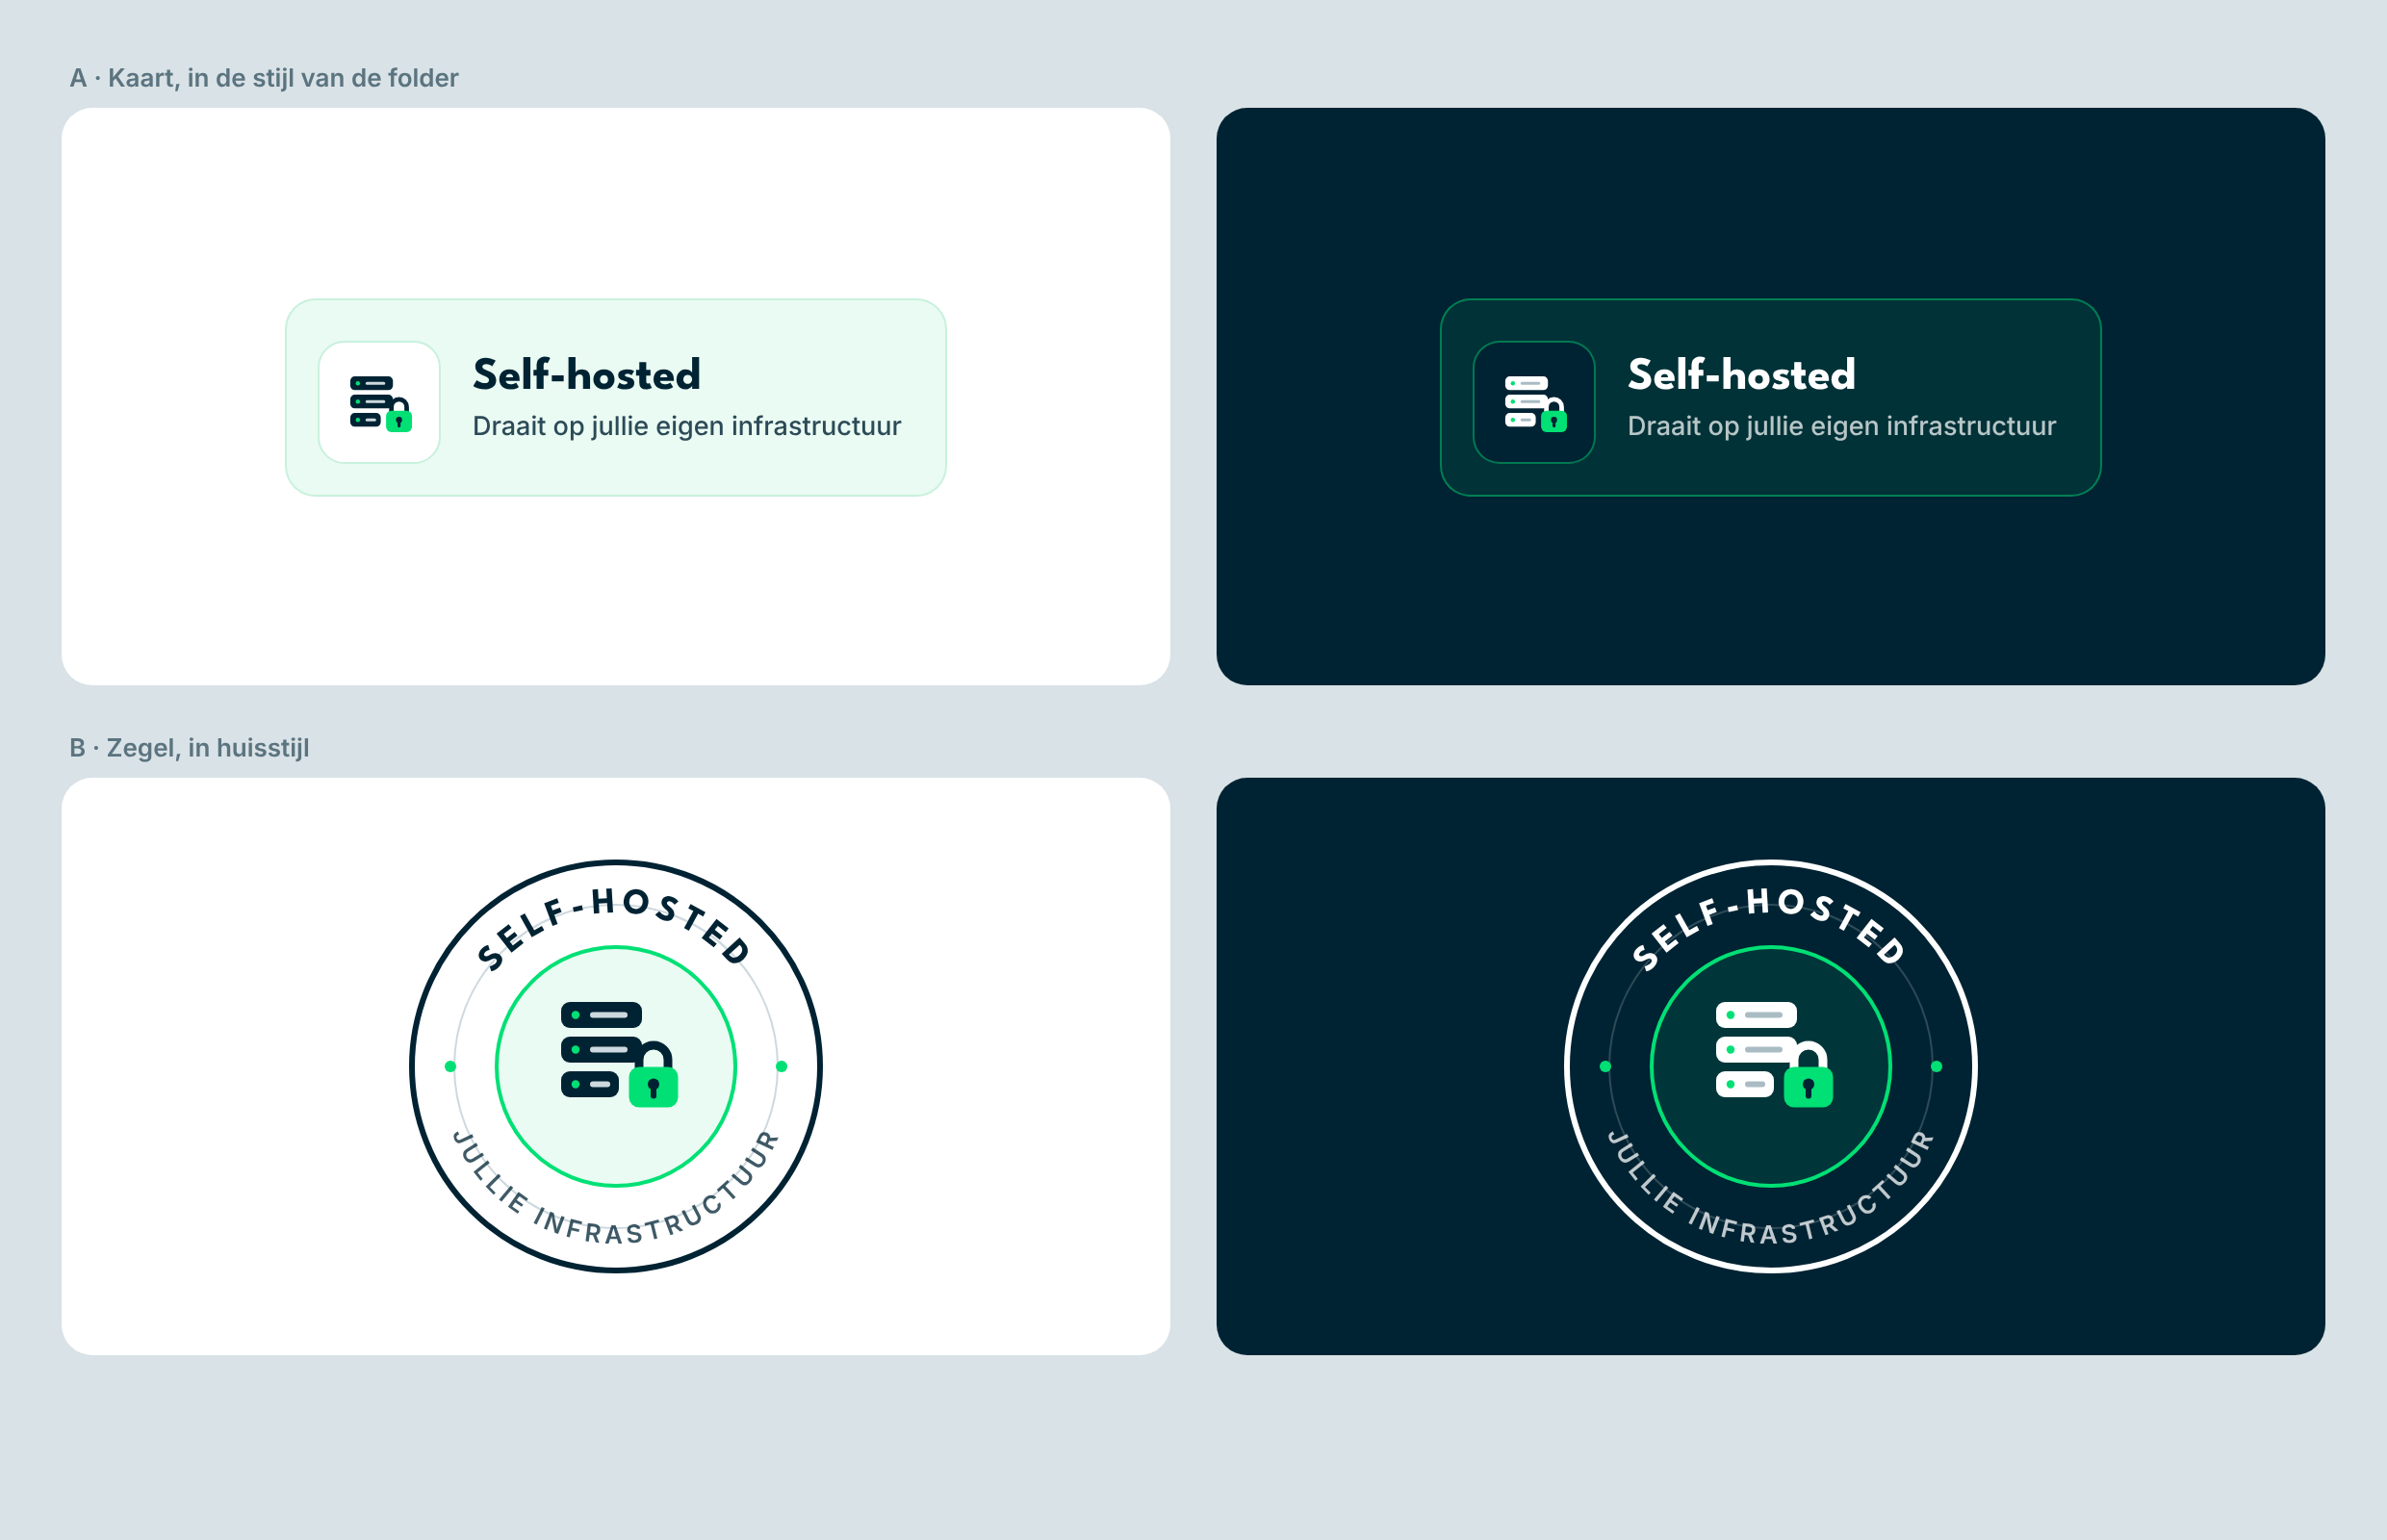 A · Kaart, in de stijl van de folder
Self-hosted
Draait op jullie eigen infrastructuur
Self-hosted
Draait op jullie eigen infrastructuur
B · Zegel, in huisstijl
SELF-HOSTED
JULLIE INFRASTRUCTUUR
SELF-HOSTED
JULLIE INFRASTRUCTUUR